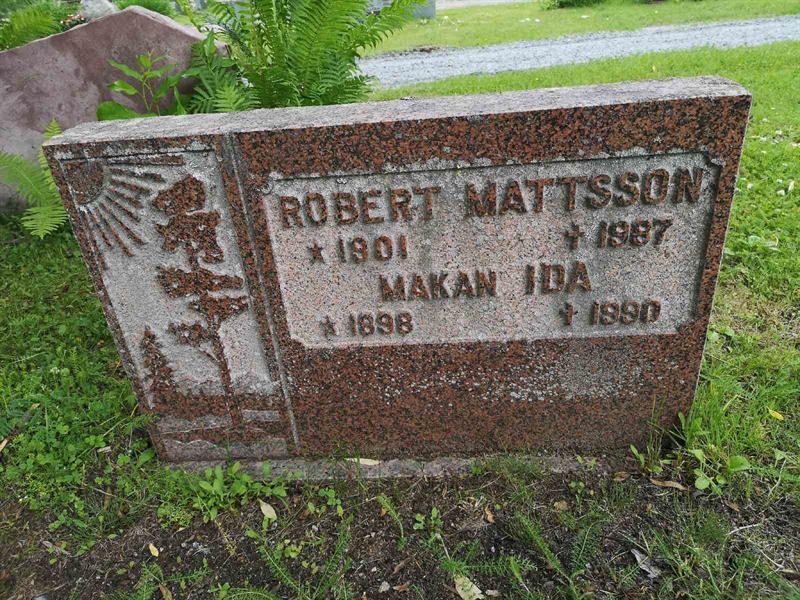 ROBERT MATTSSON
★ 1901 ✝ 1987
MAKAN IDA
★ 1898 ✝ 1990